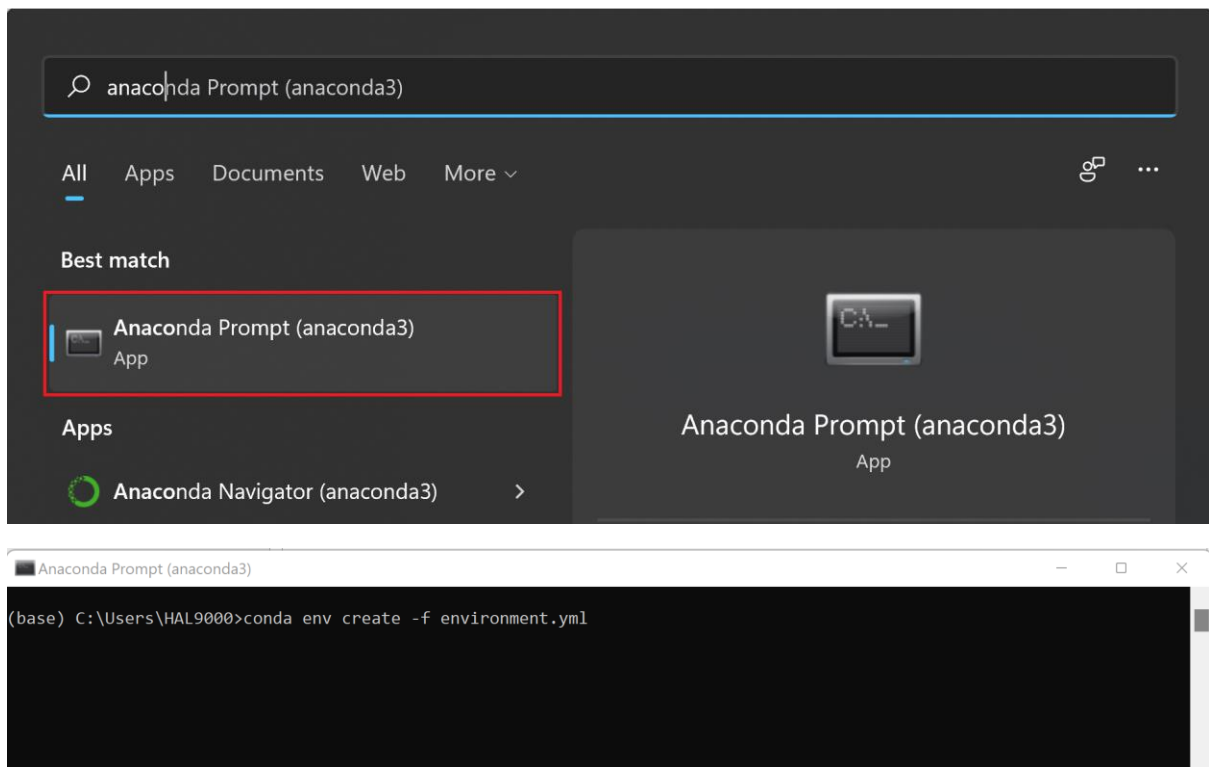 anaconda Prompt (anaconda3)
All Apps Documents Web More
Best match
Anaconda Prompt (anaconda3)
App
Apps
Anaconda Navigator (anaconda3)
C:\_
Anaconda Prompt (anaconda3)
App
Anaconda Prompt (anaconda3)
(base) C:\Users\HAL9000>conda env create -f environment.yml